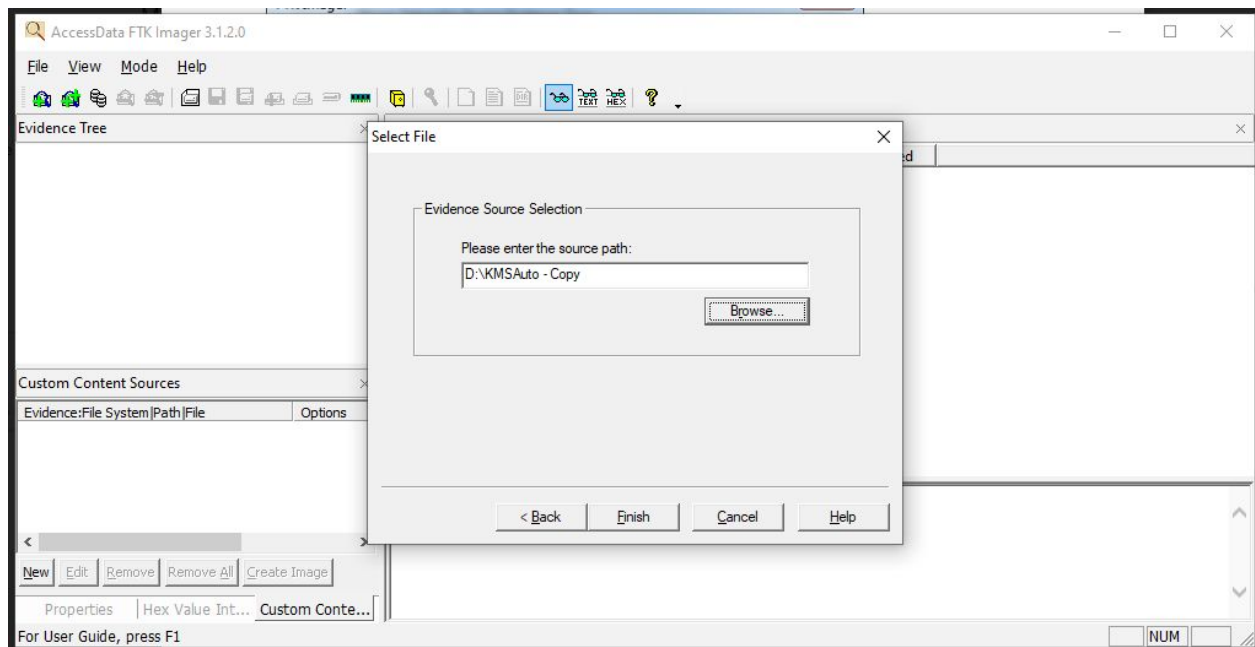 AccessData FTK Imager 3.1.2.0
File View Mode Help
TEXT HEX
Evidence Tree
Select File
ed
Evidence Source Selection
Please enter the source path:
D:\KMSAuto - Copy
Browse...
Custom Content Sources
Evidence:File System|Path|File Options
< Back Finish Cancel Help
New Edit Remove Remove All Create Image
Properties Hex Value Int... Custom Conte...
For User Guide, press F1
NUM